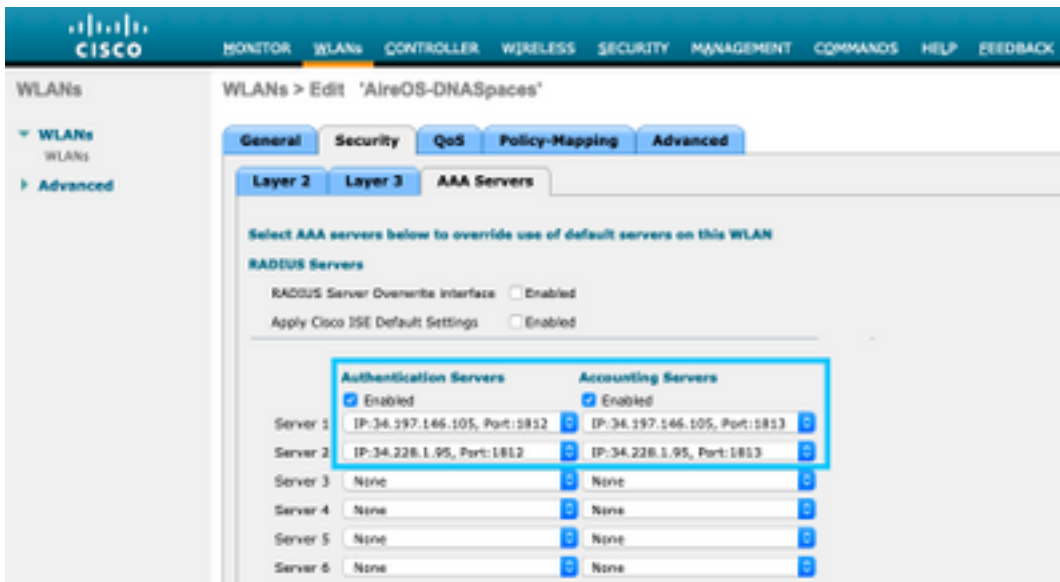 CISCO
MONITOR WLANs CONTROLLER WIRELESS SECURITY MANAGEMENT COMMANDS HELP FEEDBACK
WLANs
WLANs > Edit 'AireOS-DNASpaces'
WLANs
WLANs
Advanced
General Security QoS Policy-Mapping Advanced
Layer 2 Layer 3 AAA Servers
Select AAA servers below to override use of default servers on this WLAN
RADIUS Servers
RADIUS Server Overwrite interface Enabled
Apply Cisco ISE Default Settings Enabled
Authentication Servers Accounting Servers
Enabled Enabled
Server 1 IP:34.197.146.105, Port:1812 IP:34.197.146.105, Port:1813
Server 2 IP:34.228.1.95, Port:1812 IP:34.228.1.95, Port:1813
Server 3 None None
Server 4 None None
Server 5 None None
Server 6 None None